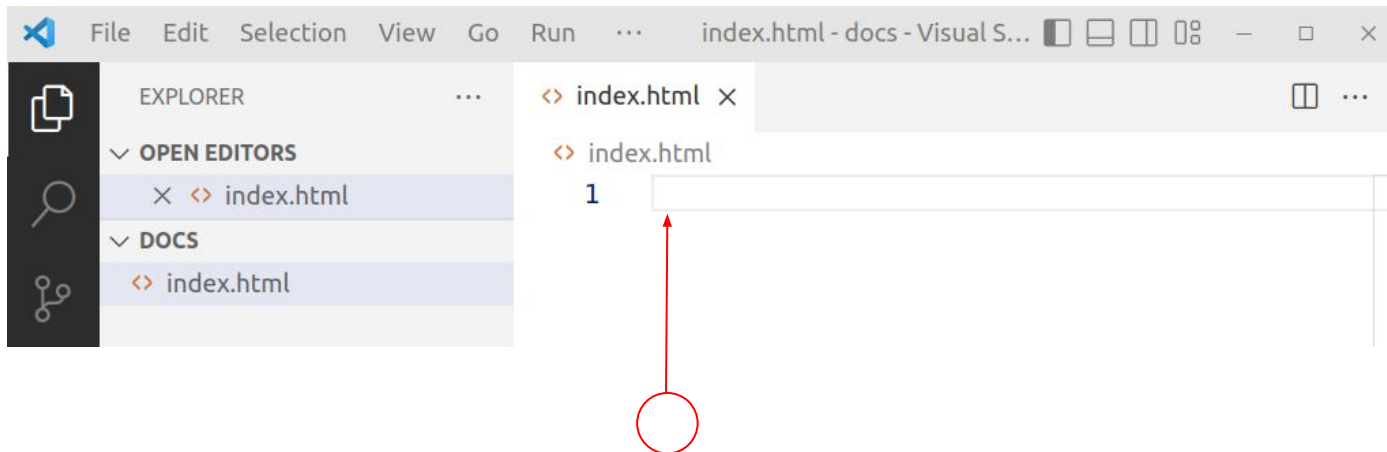 File Edit Selection View Go Run ··· index.html - docs - Visual S...
EXPLORER ···
OPEN EDITORS
index.html
DOCS
index.html
index.html
index.html
1